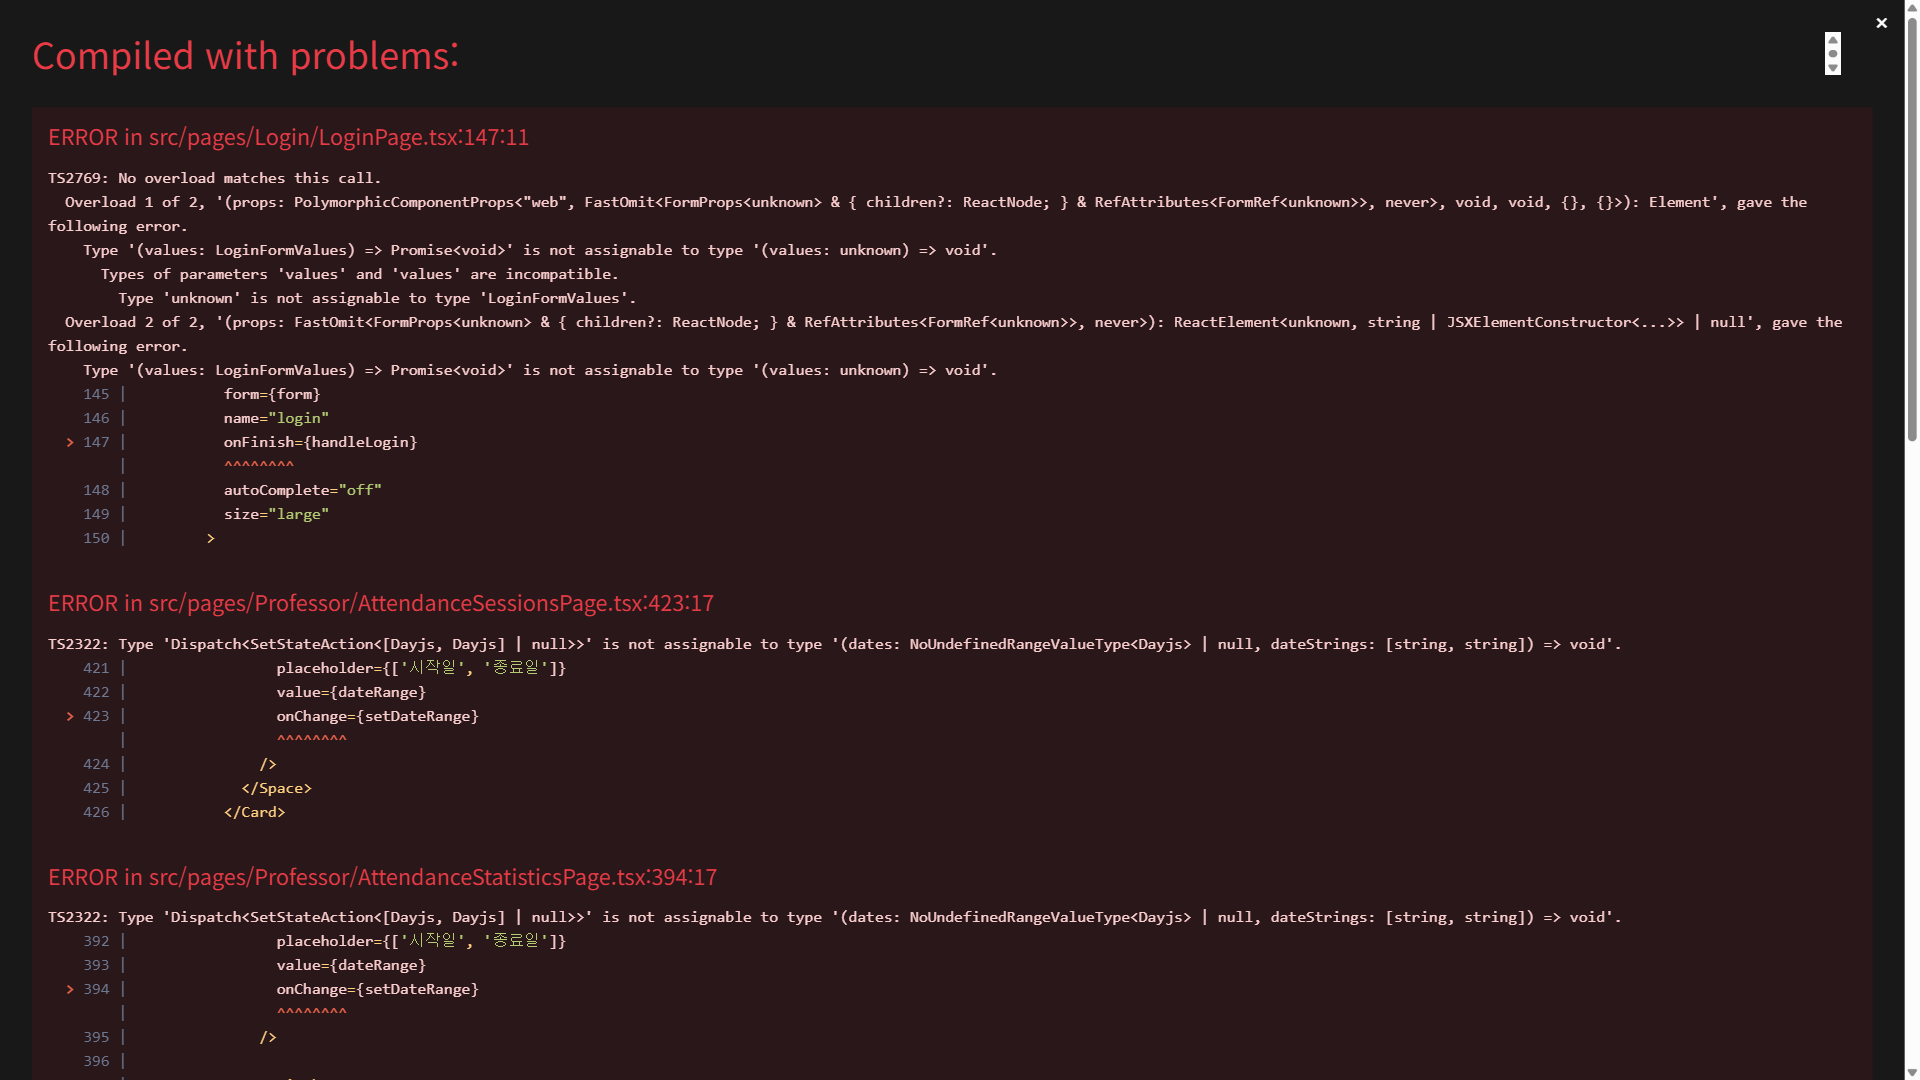 Compiled with problems:
×
ERROR in src/pages/Login/LoginPage.tsx:147:11
TS2769: No overload matches this call.
  Overload 1 of 2, '(props: PolymorphicComponentProps<"web", FastOmit<FormProps<unknown> & { children?: ReactNode; } & RefAttributes<FormRef<unknown>>, never>, void, void, {}, {}>): Element', gave the
following error.
    Type '(values: LoginFormValues) => Promise<void>' is not assignable to type '(values: unknown) => void'.
      Types of parameters 'values' and 'values' are incompatible.
        Type 'unknown' is not assignable to type 'LoginFormValues'.
  Overload 2 of 2, '(props: FastOmit<FormProps<unknown> & { children?: ReactNode; } & RefAttributes<FormRef<unknown>>, never>): ReactElement<unknown, string | JSXElementConstructor<...>> | null', gave the
following error.
    Type '(values: LoginFormValues) => Promise<void>' is not assignable to type '(values: unknown) => void'.
    145 |           form={form}
    146 |           name="login"
  > 147 |           onFinish={handleLogin}
        |           ^^^^^^^^
    148 |           autoComplete="off"
    149 |           size="large"
    150 |         >
ERROR in src/pages/Professor/AttendanceSessionsPage.tsx:423:17
TS2322: Type 'Dispatch<SetStateAction<[Dayjs, Dayjs] | null>>' is not assignable to type '(dates: NoUndefinedRangeValueType<Dayjs> | null, dateStrings: [string, string]) => void'.
    421 |                 placeholder={['시작일', '종료일']}
    422 |                 value={dateRange}
  > 423 |                 onChange={setDateRange}
        |                 ^^^^^^^^
    424 |               />
    425 |             </Space>
    426 |           </Card>
ERROR in src/pages/Professor/AttendanceStatisticsPage.tsx:394:17
TS2322: Type 'Dispatch<SetStateAction<[Dayjs, Dayjs] | null>>' is not assignable to type '(dates: NoUndefinedRangeValueType<Dayjs> | null, dateStrings: [string, string]) => void'.
    392 |                 placeholder={['시작일', '종료일']}
    393 |                 value={dateRange}
  > 394 |                 onChange={setDateRange}
        |                 ^^^^^^^^
    395 |               />
    396 |